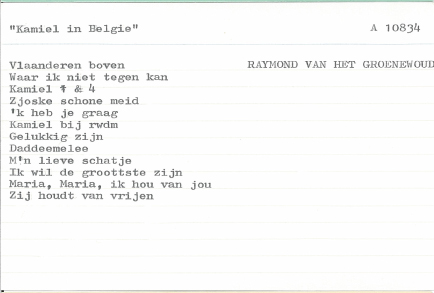 "Kamiel in Belgie" A 10834
Vlaanderen boven RAYMOND VAN HET GROENEWOUD
Waar ik niet tegen kan
Kamiel & 4
Zjoske schone meid
'k heb je graag
Kamiel bij rwdm
Gelukkig zijn
Daddeemelee
M'n lieve schatje
Ik wil de groottste zijn
Maria, Maria, ik hou van jou
Zij houdt van vrijen